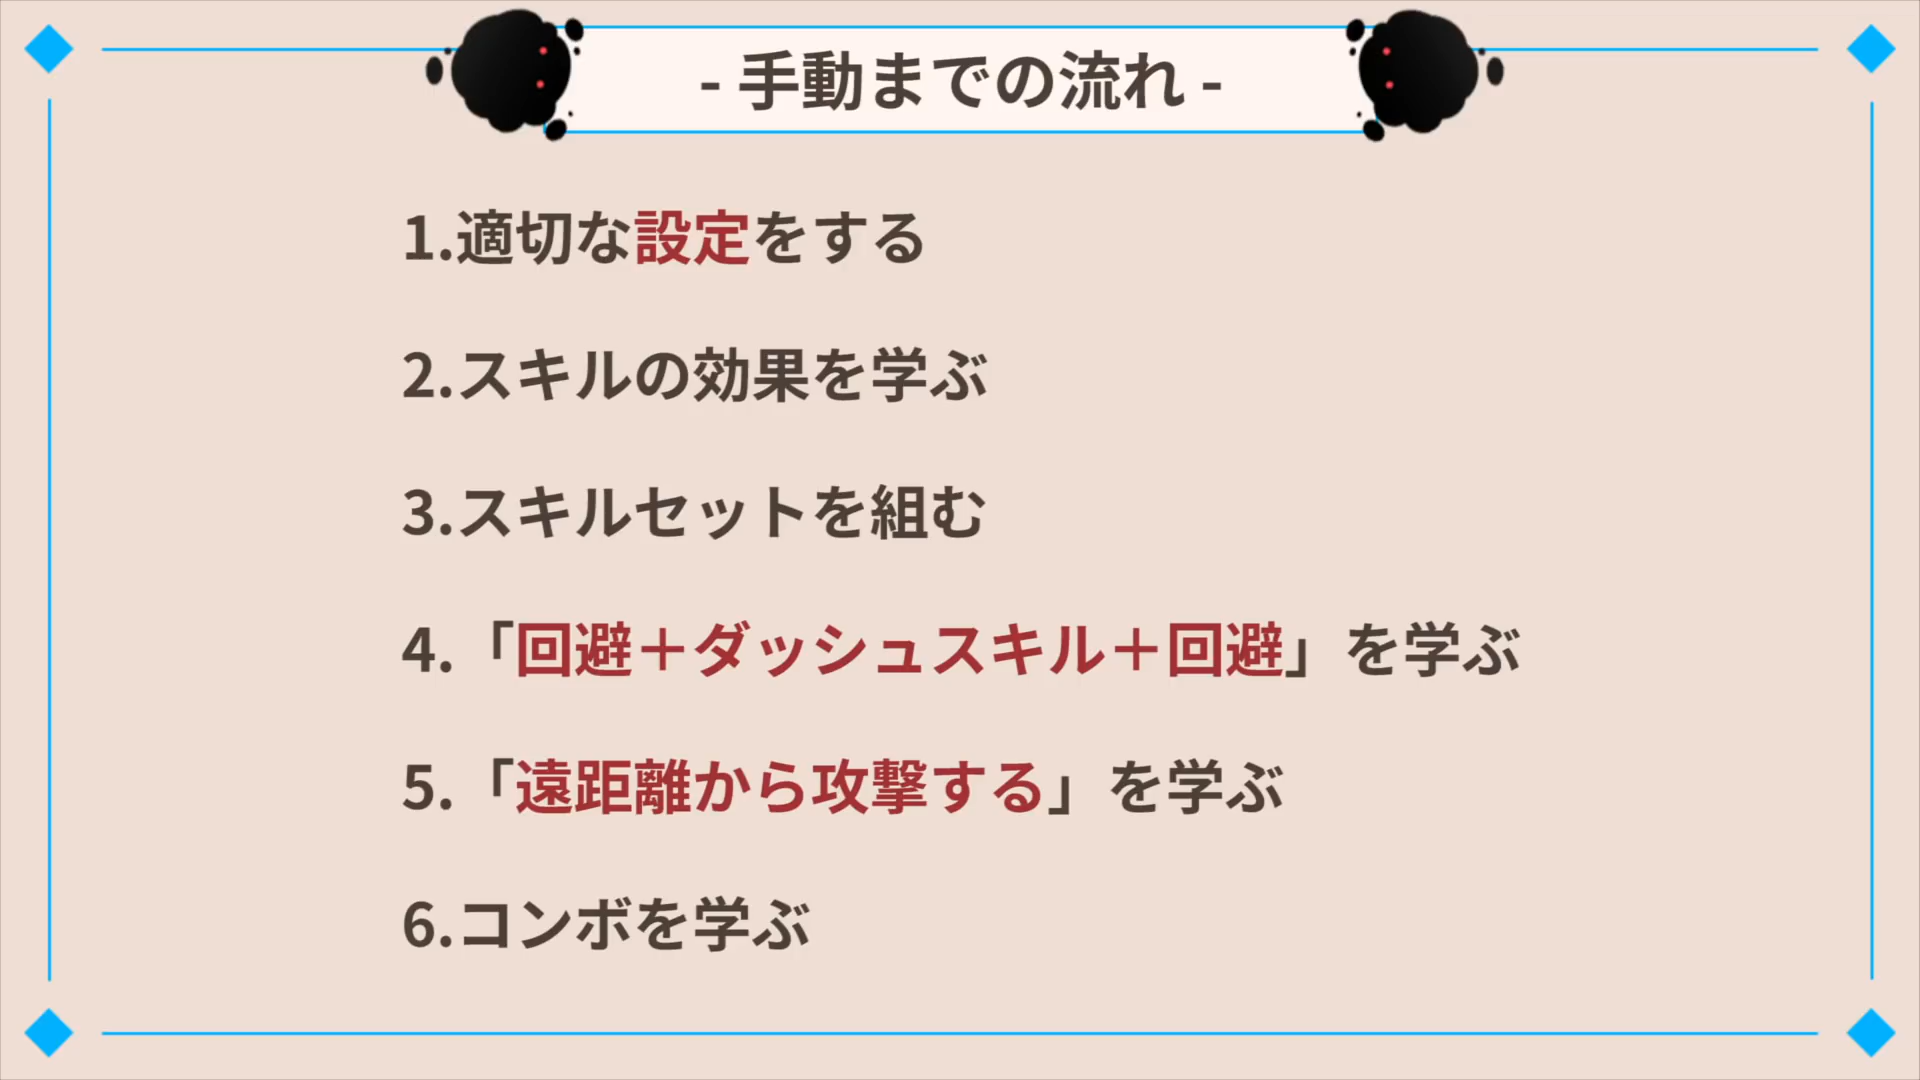 - 手動までの流れ -
1.適切な設定をする
2.スキルの効果を学ぶ
3.スキルセットを組む
4.「回避＋ダッシュスキル＋回避」を学ぶ
5.「遠距離から攻撃する」を学ぶ
6.コンボを学ぶ